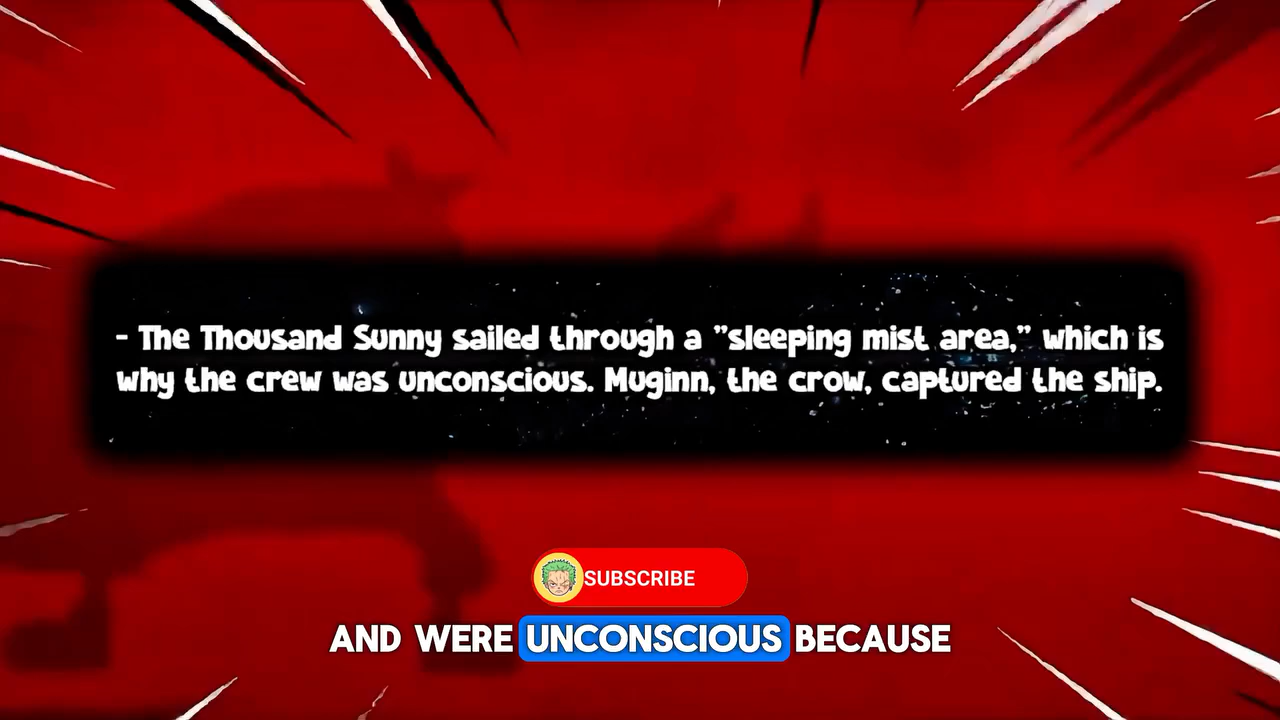 - The Thousand Sunny sailed through a "sleeping mist area," which is
why the crew was unconscious. Muginn, the crow, captured the ship.
SUBSCRIBE
AND WERE UNCONSCIOUS BECAUSE